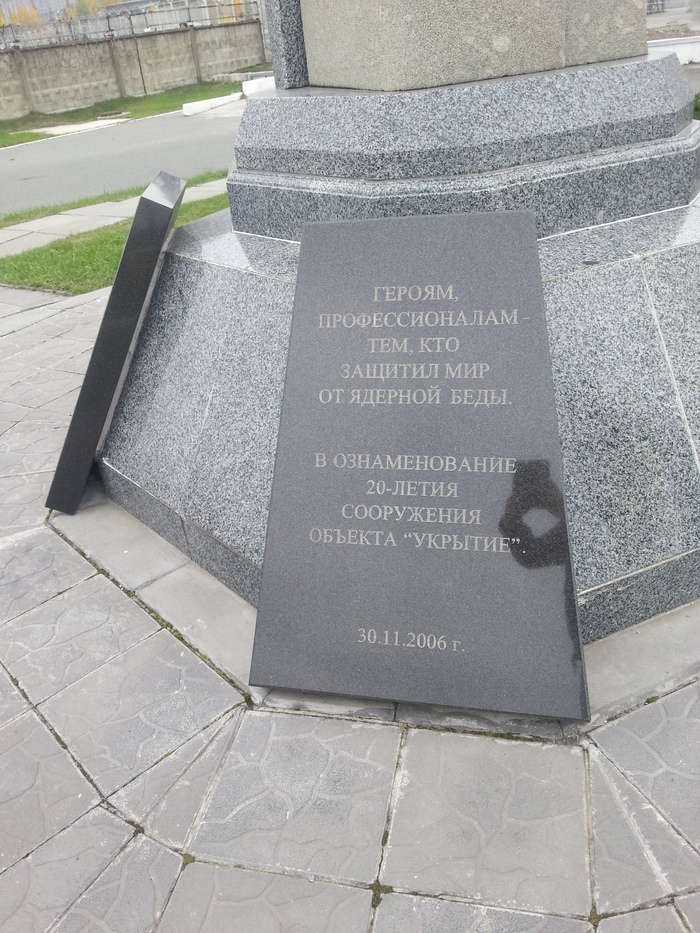 ГЕРОЯМ,
ПРОФЕССИОНАЛАМ -
ТЕМ, КТО
ЗАЩИТИЛ МИР
ОТ ЯДЕРНОЙ БЕДЫ.
В ОЗНАМЕНОВАНИЕ
20-ЛЕТИЯ
СООРУЖЕНИЯ
ОБЪЕКТА “УКРЫТИЕ”.
30.11.2006 г.